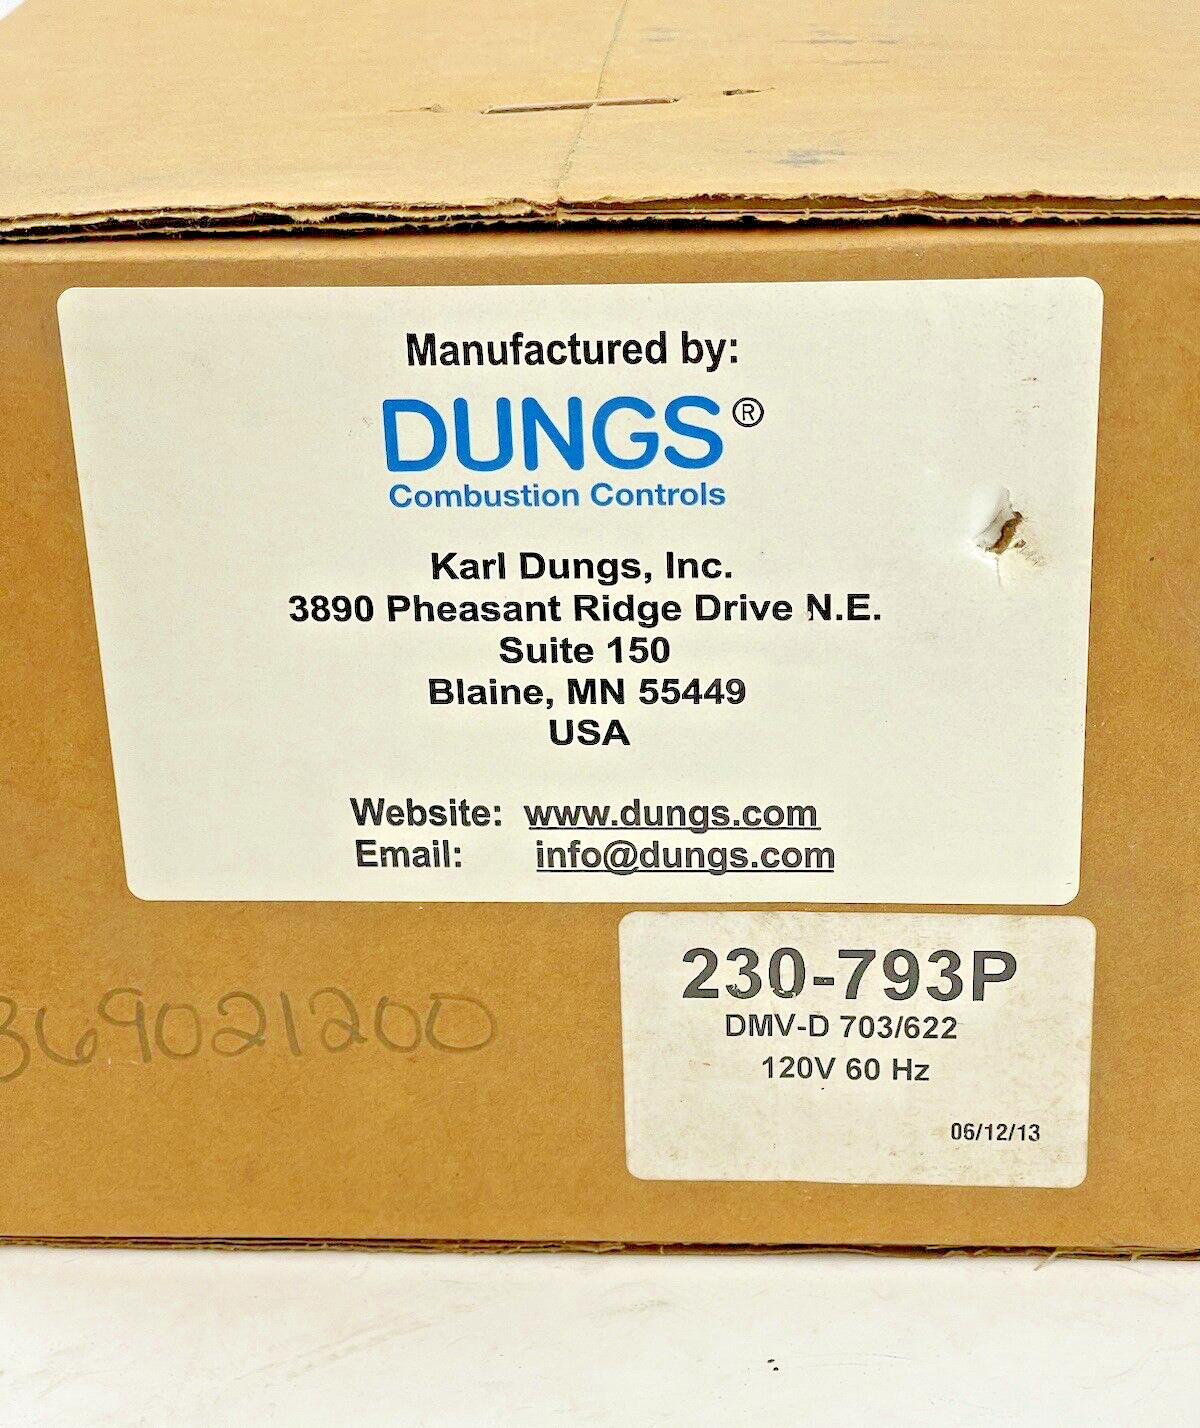 Manufactured by:
DUNGS®
Combustion Controls
Karl Dungs, Inc.
3890 Pheasant Ridge Drive N.E.
Suite 150
Blaine, MN 55449
USA
Website: www.dungs.com
Email: info@dungs.com
230-793P
DMV-D 703/622
120V 60 Hz
06/12/13
369021200